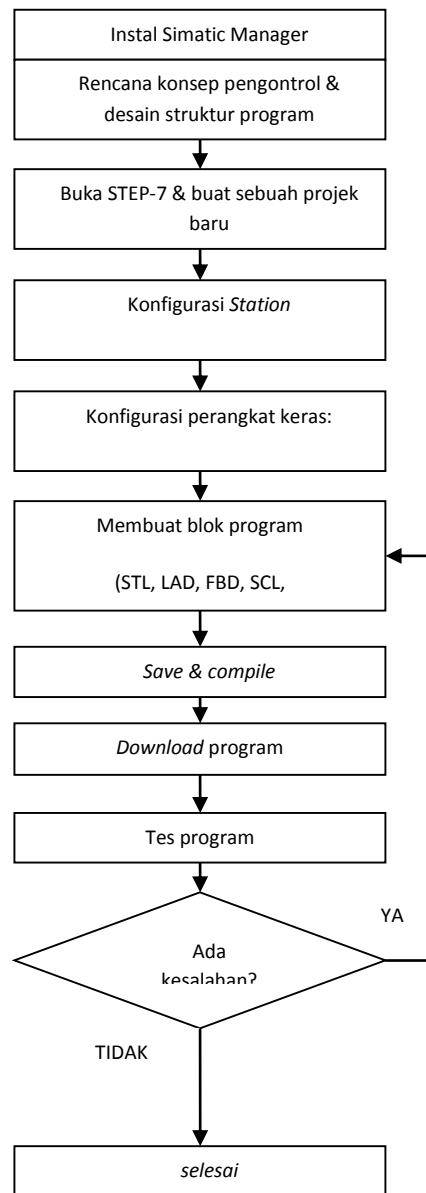 Instal Simatic Manager
Rencana konsep pengontrol &
desain struktur program
Buka STEP-7 & buat sebuah projek
baru
Konfigurasi Station
Konfigurasi perangkat keras:
Membuat blok program
(STL, LAD, FBD, SCL,
Save & compile
Download program
Tes program
YA
Ada
kesalahan?
TIDAK
selesai